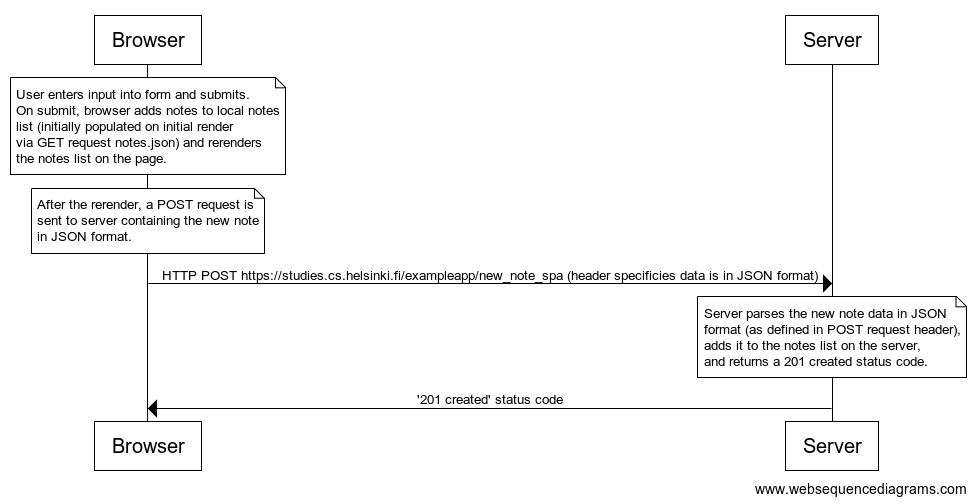 Browser
Server
User enters input into form and submits.
On submit, browser adds notes to local notes
list (initially populated on initial render
via GET request notes.json) and rerenders
the notes list on the page.
After the rerender, a POST request is
sent to server containing the new note
in JSON format.
HTTP POST https://studies.cs.helsinki.fi/exampleapp/new_note_spa (header specificies data is in JSON format)
Server parses the new note data in JSON
format (as defined in POST request header),
adds it to the notes list on the server,
and returns a 201 created status code.
'201 created' status code
Browser
Server
www.websequencediagrams.com